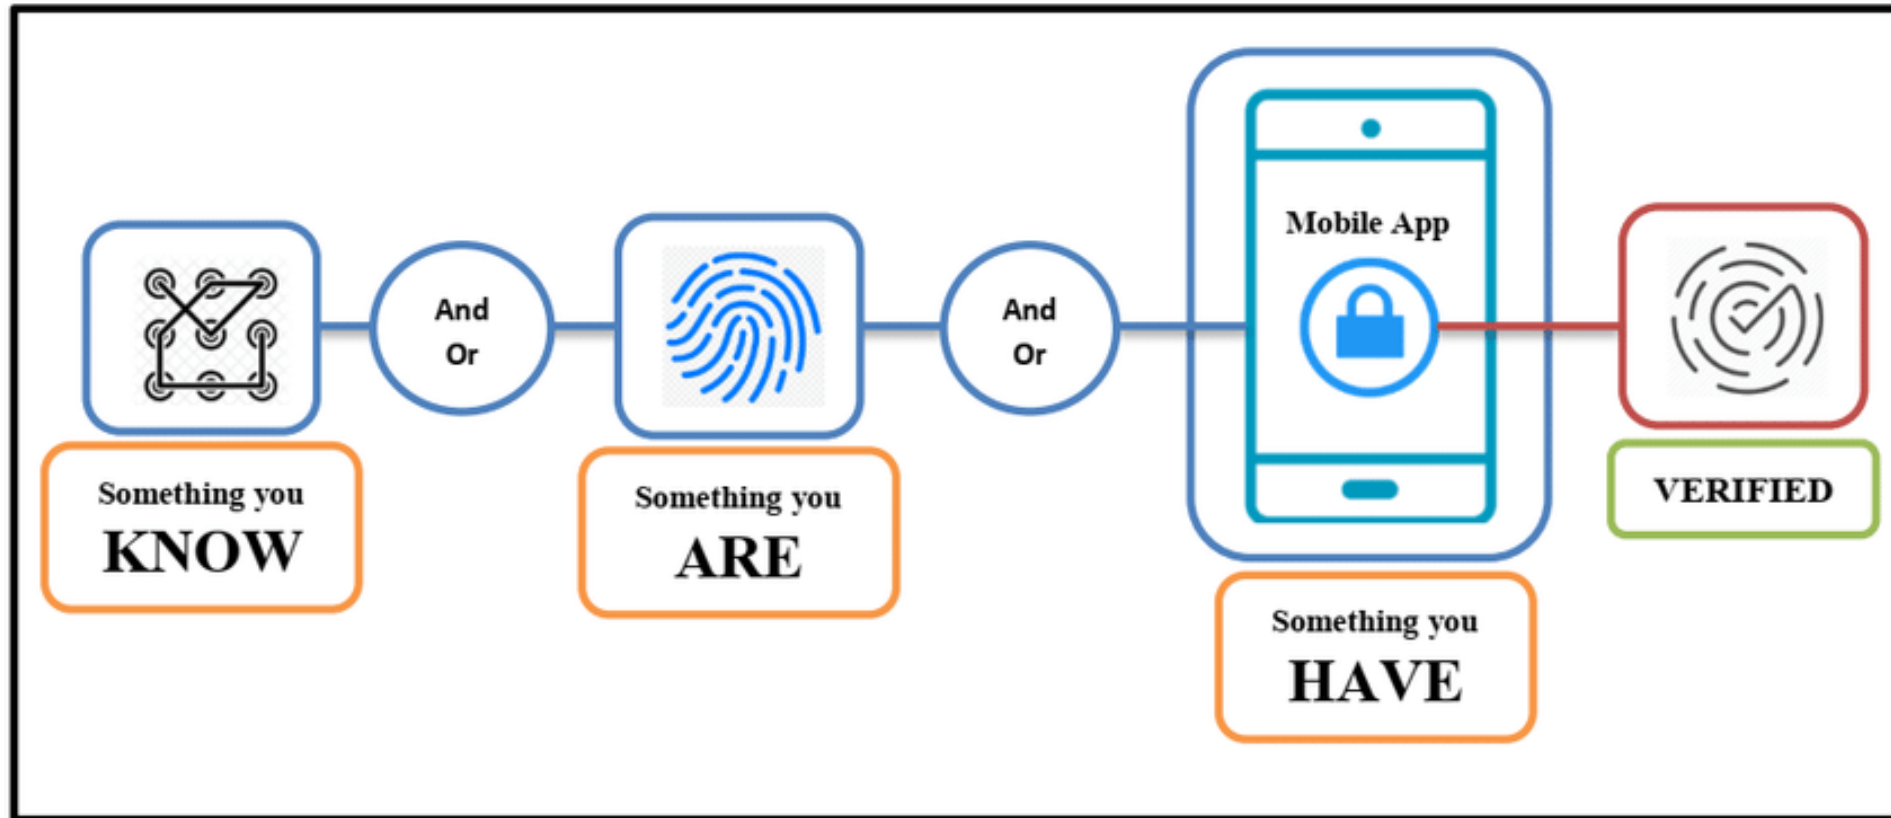 Something you
KNOW
And
Or
Something you
ARE
And
Or
Mobile App
Something you
HAVE
VERIFIED